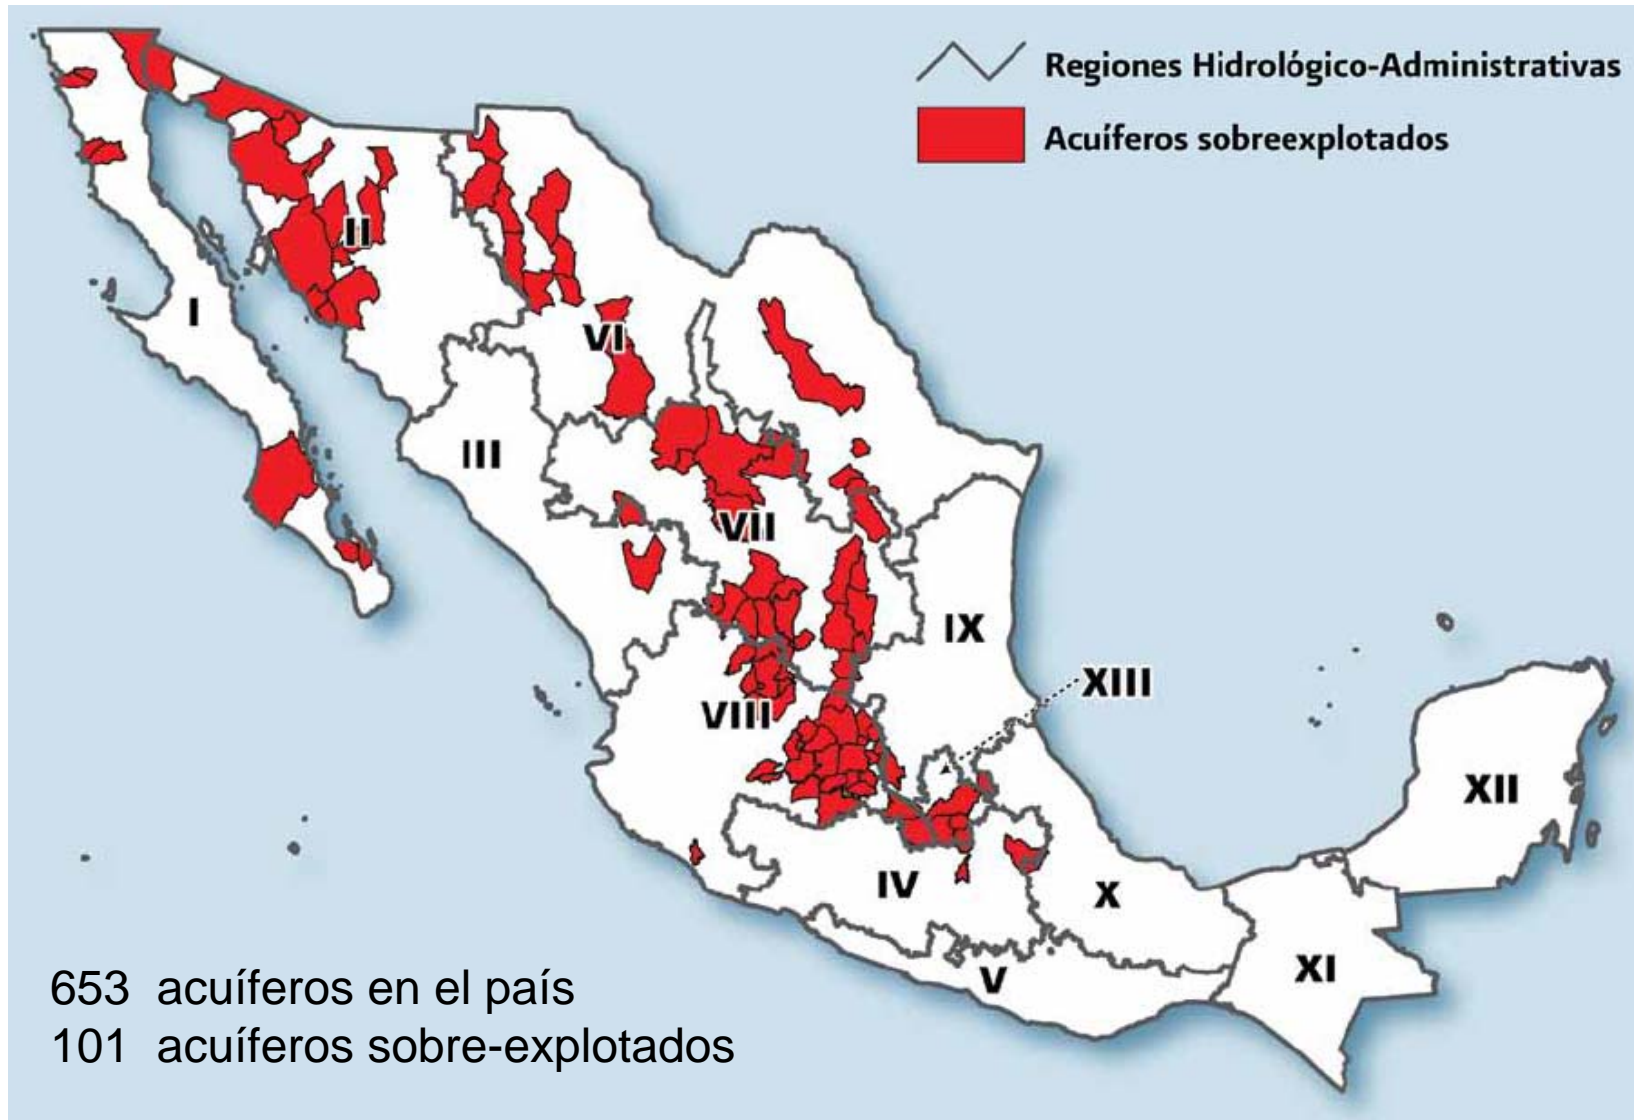 Regiones Hidrológico-Administrativas
Acuíferos sobreexplotados
II
I
VI
III
VII
IX
XIII
VIII
XII
IV
X
XI
V
653 acuíferos en el país
101 acuíferos sobre-explotados